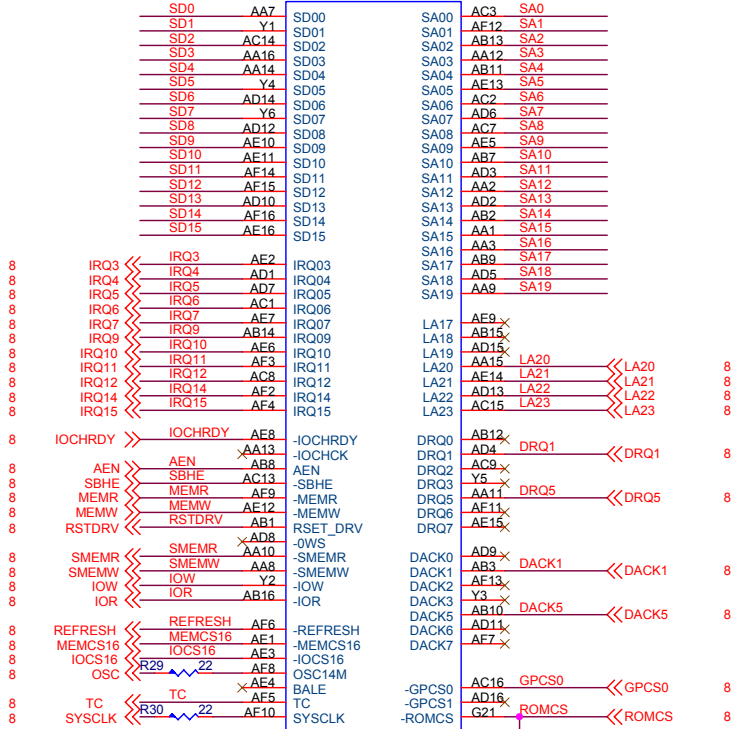 SD0 AA7 SD00 SA00 AC3 SA0
SD1 Y1 SD01 SA01 AF12 SA1
SD2 AC14 SD02 SA02 AB13 SA2
SD3 AA16 SD03 SA03 AA12 SA3
SD4 AA14 SD04 SA04 AB11 SA4
SD5 Y4 SD05 SA05 AE13 SA5
SD6 AD14 SD06 SA06 AC2 SA6
SD7 Y6 SD07 SA07 AD6 SA7
SD8 AD12 SD08 SA08 AC7 SA8
SD9 AE10 SD09 SA09 AE5 SA9
SD10 AE11 SD10 SA10 AB7 SA10
SD11 AF14 SD11 SA11 AD3 SA11
SD12 AF15 SD12 SA12 AA2 SA12
SD13 AD10 SD13 SA13 AD2 SA13
SD14 AF16 SD14 SA14 AB2 SA14
SD15 AE16 SD15 SA15 AA1 SA15
SA16 AA3 SA16
8 IRQ3 IRQ3 AE2 IRQ03 SA17 AB9 SA17
8 IRQ4 IRQ4 AD1 IRQ04 SA18 AD5 SA18
8 IRQ5 IRQ5 AD7 IRQ05 SA19 AA9 SA19
8 IRQ6 IRQ6 AC1 IRQ06
8 IRQ7 IRQ7 AE7 IRQ07 LA17 AE9
8 IRQ9 IRQ9 AB14 IRQ09 LA18 AB15
8 IRQ10 IRQ10 AE6 IRQ10 LA19 AD15
8 IRQ11 IRQ11 AF3 IRQ11 LA20 AA15 LA20 LA20 8
8 IRQ12 IRQ12 AC8 IRQ12 LA21 AE14 LA21 LA21 8
8 IRQ14 IRQ14 AF2 IRQ14 LA22 AD13 LA22 LA22 8
8 IRQ15 IRQ15 AF4 IRQ15 LA23 AC15 LA23 LA23 8
8 IOCHRDY IOCHRDY AE8 -IOCHRDY DRQ0 AB12
AA13 -IOCHCK DRQ1 AD4 DRQ1 DRQ1 8
8 AEN AEN AB8 AEN DRQ2 AC9
8 SBHE SBHE AC13 -SBHE DRQ3 Y5
8 MEMR MEMR AF9 -MEMR DRQ5 AA11 DRQ5 DRQ5 8
8 MEMW MEMW AE12 -MEMW DRQ6 AF11
8 RSTDRV RSTDRV AB1 RSET_DRV DRQ7 AE15
AD8 -0WS
8 SMEMR SMEMR AA10 -SMEMR DACK0 AD9
8 SMEMW SMEMW AA8 -SMEMW DACK1 AB3 DACK1 DACK1 8
8 IOW IOW Y2 -IOW DACK2 AF13
8 IOR IOR AB16 -IOR DACK3 Y3
DACK5 AB10 DACK5 DACK5 8
8 REFRESH REFRESH AF6 -REFRESH DACK6 AD11
8 MEMCS16 MEMCS16 AE1 -MEMCS16 DACK7 AF7
8 IOCS16 IOCS16 AE3 -IOCS16
8 OSC R29 22 AF8 OSC14M
AE4 BALE -GPCS0 AC16 GPCS0 GPCS0 8
8 TC TC AF5 TC -GPCS1 AD16
8 SYSCLK R30 22 AF10 SYSCLK -ROMCS G21 ROMCS ROMCS 8